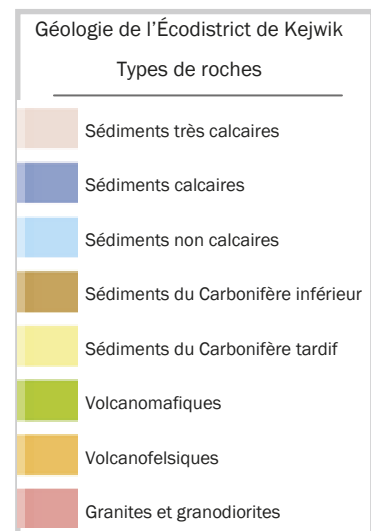 Géologie de l’Écodistrict de Kejwik
Types de roches
Sédiments très calcaires
Sédiments calcaires
Sédiments non calcaires
Sédiments du Carbonifère inférieur
Sédiments du Carbonifère tardif
Volcanomafiques
Volcanofelsiques
Granites et granodiorites